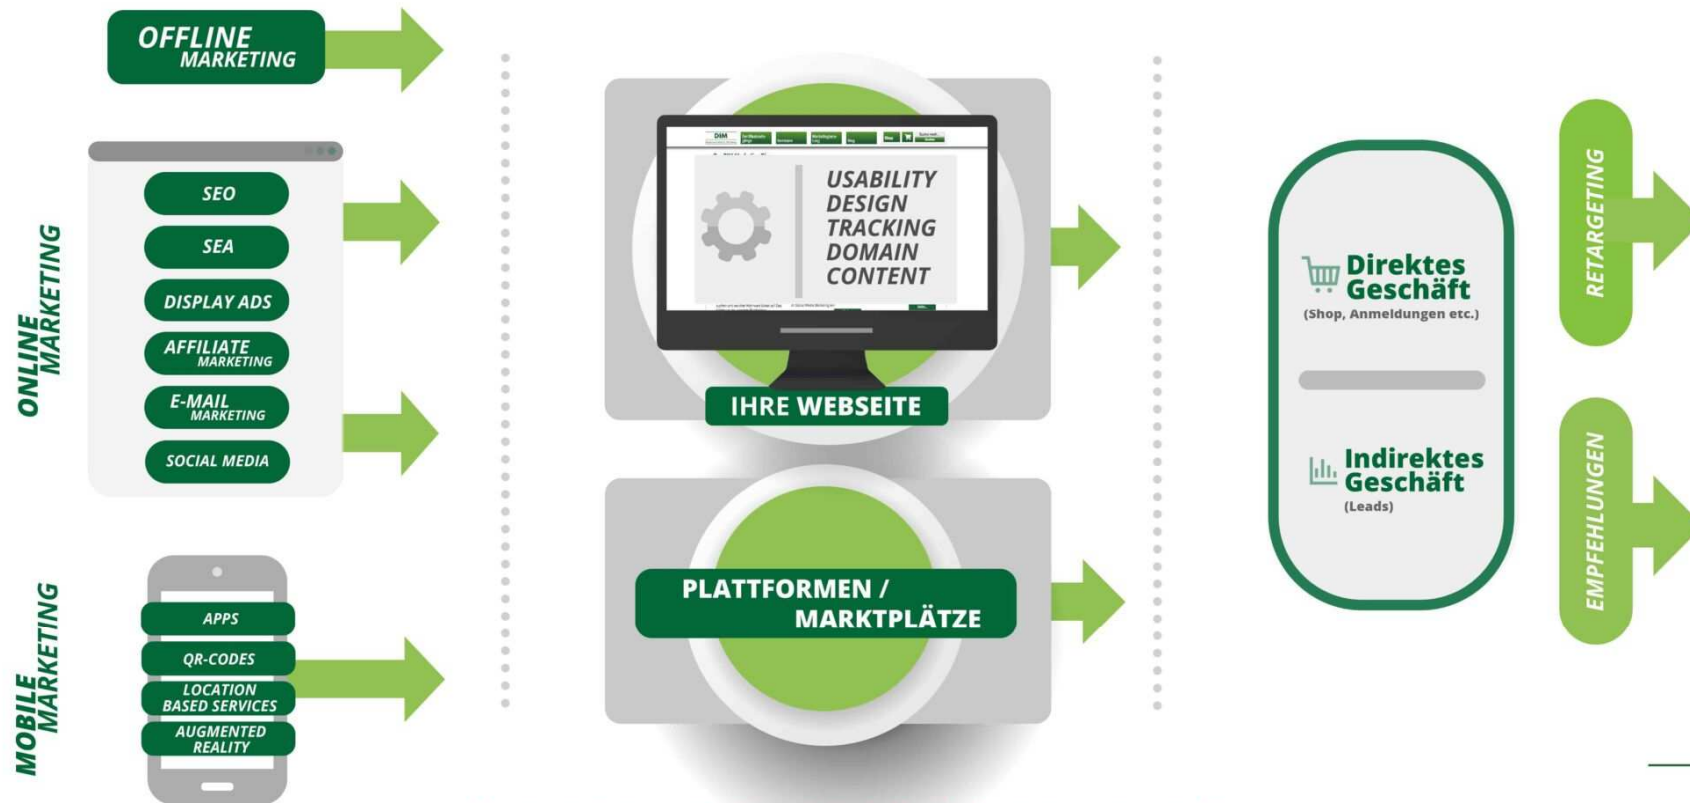 OFFLINE
MARKETING
ONLINE
MARKETING
SEO
SEA
DISPLAY ADS
AFFILIATE
MARKETING
E-MAIL
MARKETING
SOCIAL MEDIA
MOBILE
MARKETING
APPS
QR-CODES
LOCATION
BASED SERVICES
AUGMENTED
REALITY
DIM
Shop
USABILITY
DESIGN
TRACKING
DOMAIN
CONTENT
IHRE WEBSEITE
PLATTFORMEN /
MARKTPLÄTZE
Direktes
Geschäft
(Shop, Anmeldungen etc.)
Indirektes
Geschäft
(Leads)
RETARGETING
EMPFEHLUNGEN